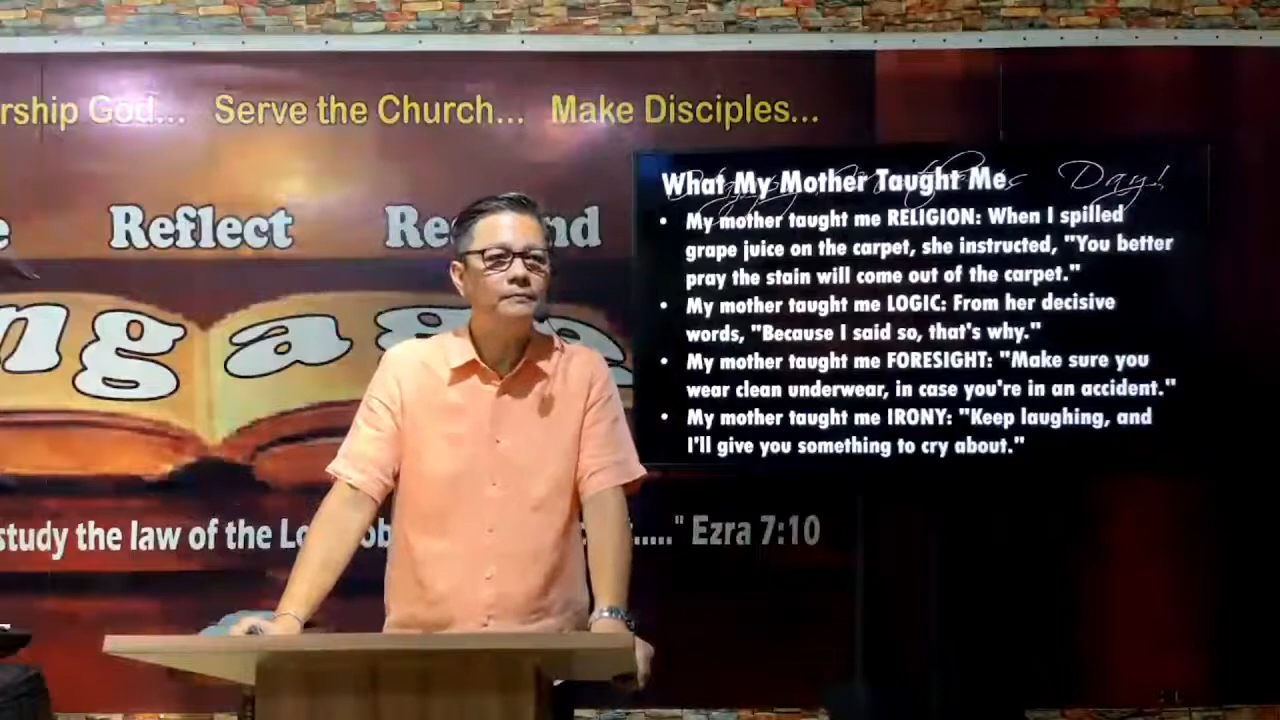 rship God... Serve the Church... Make Disciples...
Reflect
ngage
study the law of the
....." Ezra 7:10
Day!
What My Mother Taught Me
• My mother taught me RELIGION: When I spilled
grape juice on the carpet, she instructed, "You better
pray the stain will come out of the carpet."
• My mother taught me LOGIC: From her decisive
words, "Because I said so, that's why."
• My mother taught me FORESIGHT: "Make sure you
wear clean underwear, in case you're in an accident."
• My mother taught me IRONY: "Keep laughing, and
I'll give you something to cry about."